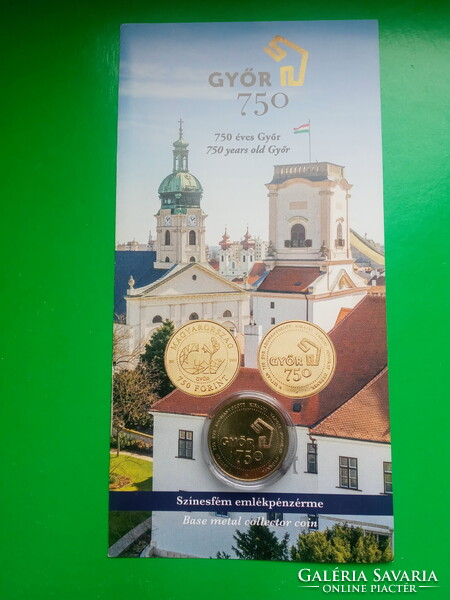 GYŐR
750
750 éves Győr
750 years old Győr
MAGYARORSZÁG
750 FORINT
GYŐR
750
GYŐR
750
Színesfém emlékpénzérme
Base metal collector coin
GALÉRIA SAVARIA
ONLINE PIACTÉR